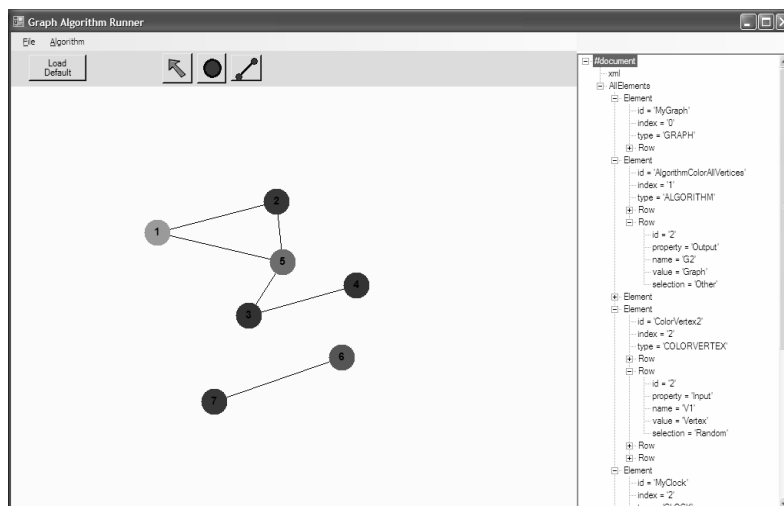 Graph Algorithm Runner
File Algorithm
Load
Default
1
2
5
4
3
6
7
#document
xml
AllElements
Element
id = 'MyGraph'
index = '0'
type = 'GRAPH'
Row
Element
id = 'AlgorithmColorAllVertices'
index = '1'
type = 'ALGORITHM'
Row
Row
id = '2'
property = 'Output'
name = 'G2'
value = 'Graph'
selection = 'Other'
Element
Element
id = 'ColorVertex2'
index = '2'
type = 'COLORVERTEX'
Row
Row
id = '2'
property = 'Input'
name = 'V1'
value = 'Vertex'
selection = 'Random'
Row
Row
Element
id = 'MyClock'
index = '2'